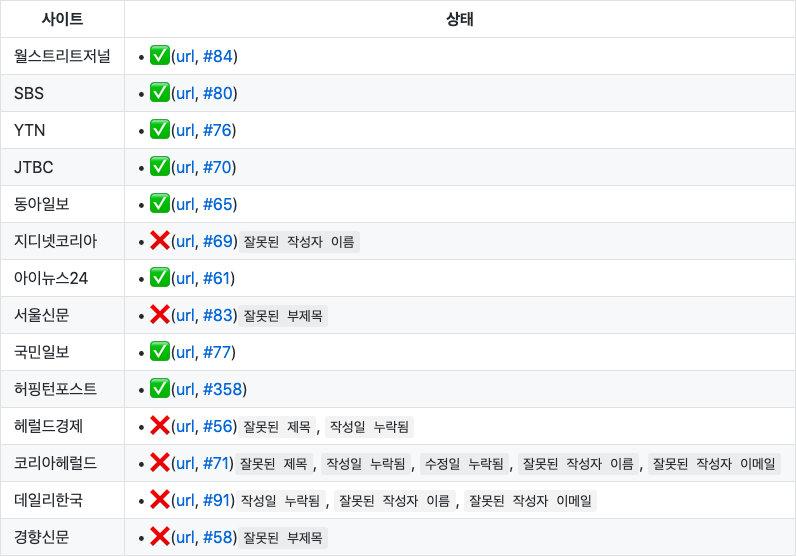 사이트 상태
월스트리트저널 • ✅(url, #84)
SBS • ✅(url, #80)
YTN • ✅(url, #76)
JTBC • ✅(url, #70)
동아일보 • ✅(url, #65)
지디넷코리아 • ❌(url, #69) 잘못된 작성자 이름
아이뉴스24 • ✅(url, #61)
서울신문 • ❌(url, #83) 잘못된 부제목
국민일보 • ✅(url, #77)
허핑턴포스트 • ✅(url, #358)
헤럴드경제 • ❌(url, #56) 잘못된 제목 , 작성일 누락됨
코리아헤럴드 • ❌(url, #71) 잘못된 제목 , 작성일 누락됨 , 수정일 누락됨 , 잘못된 작성자 이름 , 잘못된 작성자 이메일
데일리한국 • ❌(url, #91) 작성일 누락됨 , 잘못된 작성자 이름 , 잘못된 작성자 이메일
경향신문 • ❌(url, #58) 잘못된 부제목